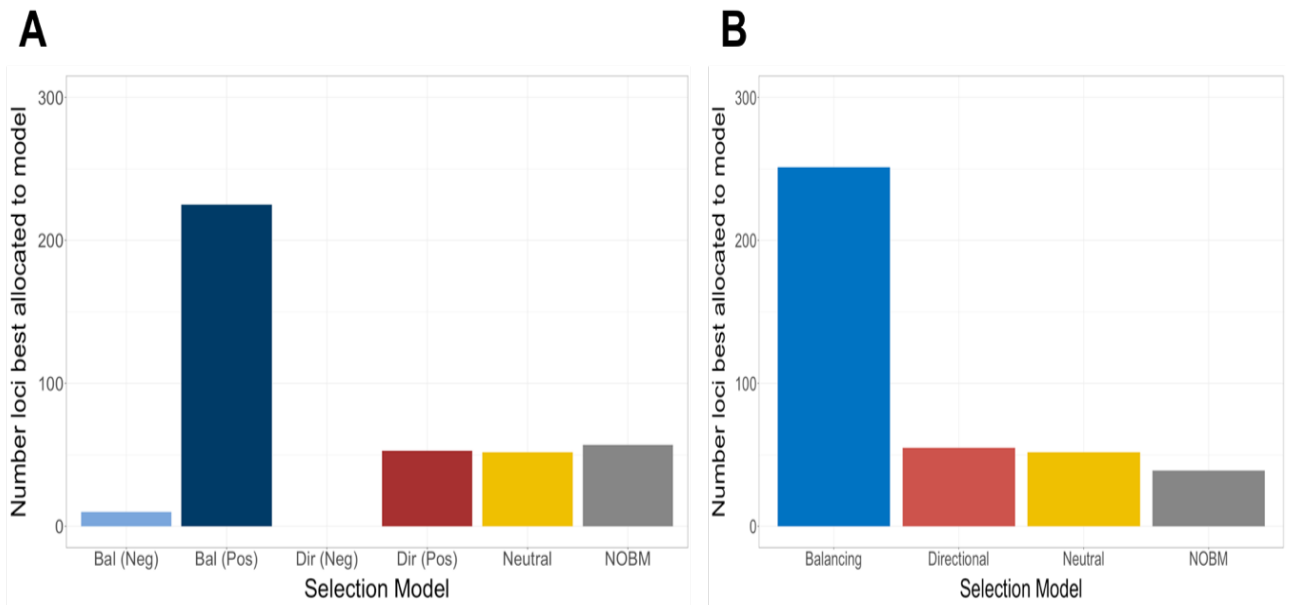 A
Number loci best allocated to model
300
200
100
0
Bal (Neg) Bal (Pos) Dir (Neg) Dir (Pos) Neutral NOBM
Selection Model
B
Number loci best allocated to model
300
200
100
0
Balancing Directional Neutral NOBM
Selection Model